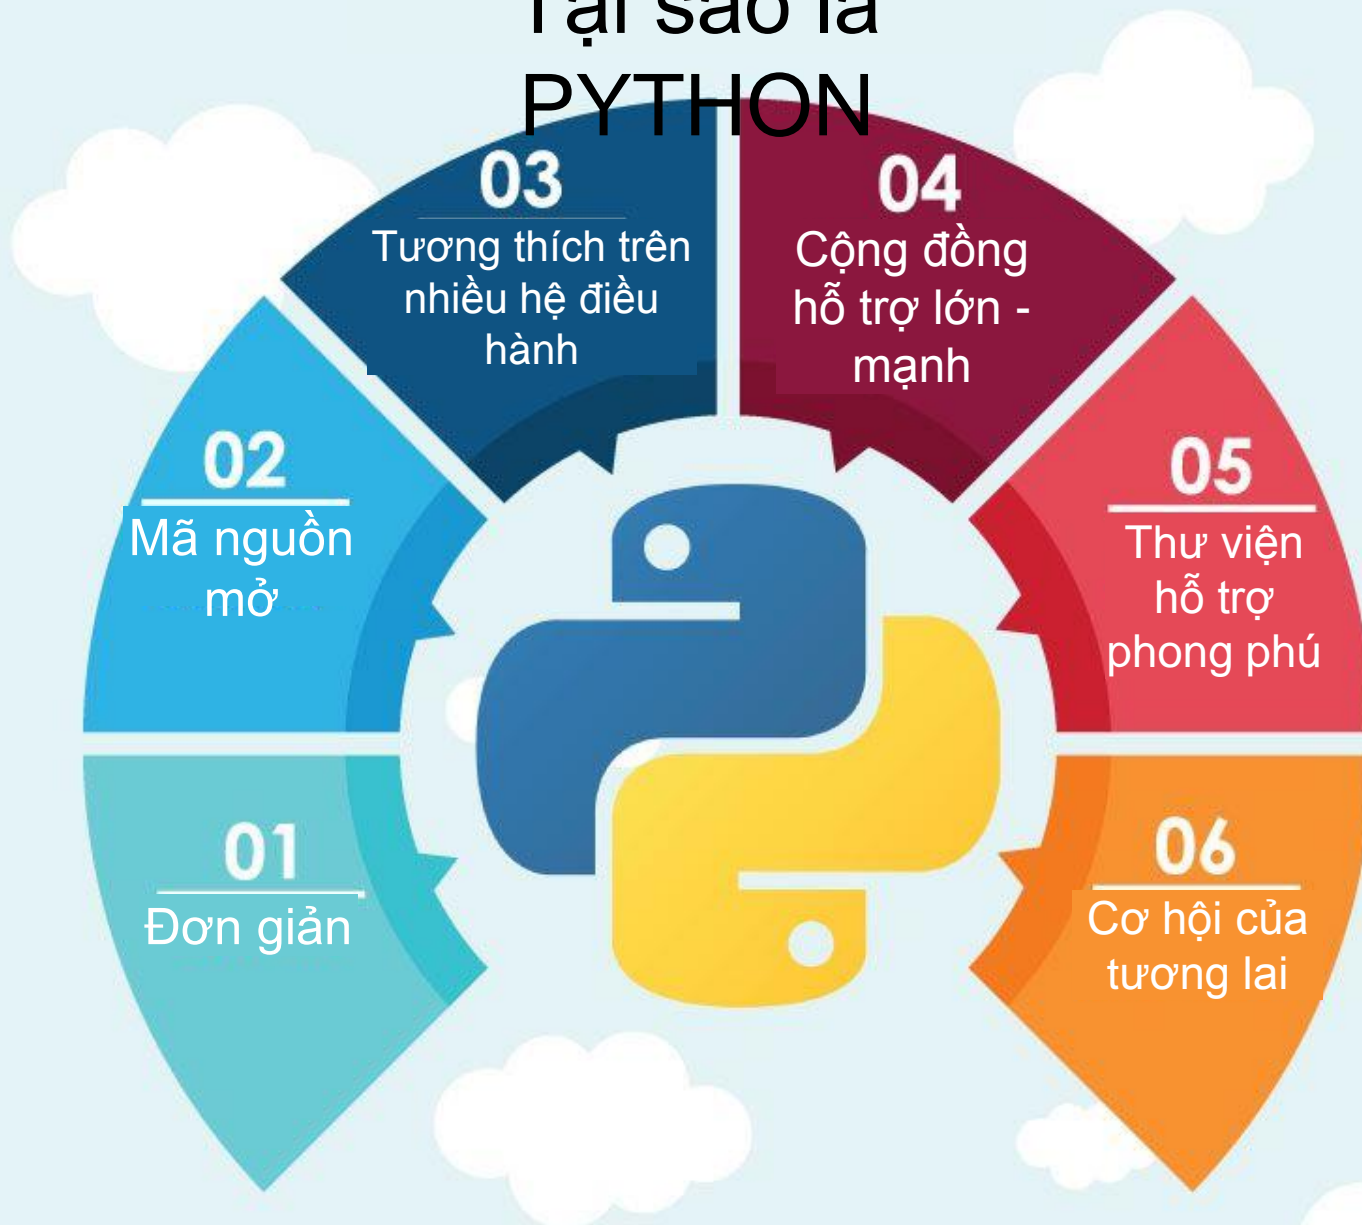 Tại sao là
PYTHON
01
Đơn giản
02
Mã nguồn
mở
03
Tương thích trên
nhiều hệ điều
hành
04
Cộng đồng
hỗ trợ lớn -
mạnh
05
Thư viện
hỗ trợ
phong phú
06
Cơ hội của
tương lai